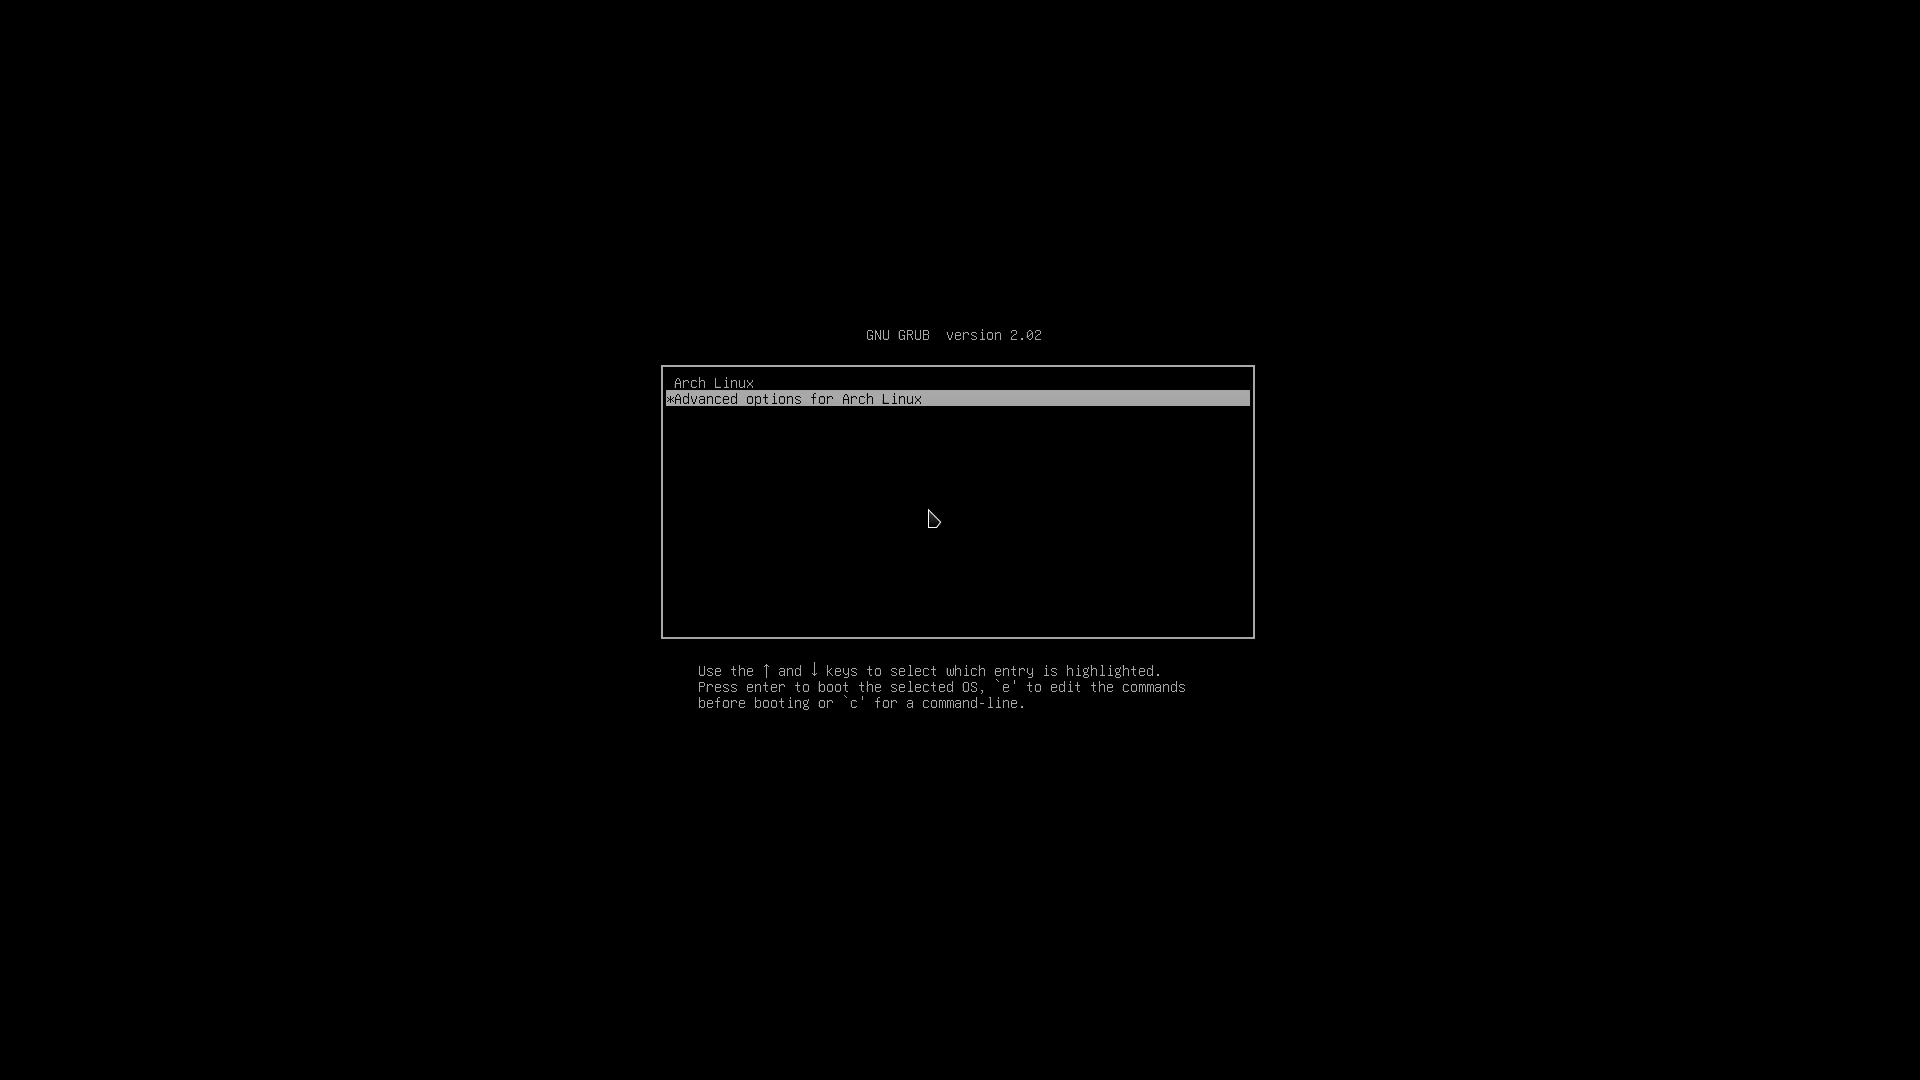 GNU GRUB  version 2.02
Arch Linux
*Advanced options for Arch Linux
Use the ↑ and ↓ keys to select which entry is highlighted.
Press enter to boot the selected OS, `e' to edit the commands
before booting or `c' for a command-line.